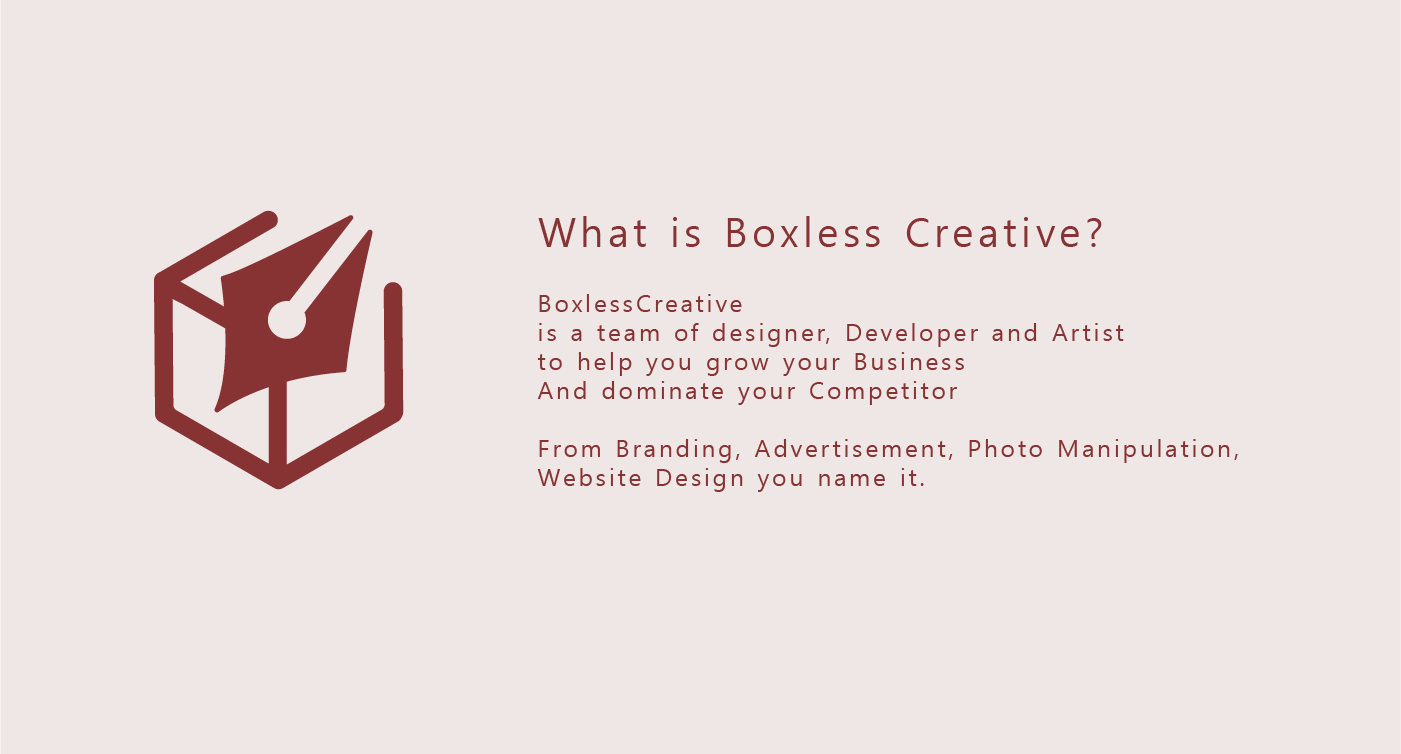 What is Boxless Creative?
BoxlessCreative
is a team of designer, Developer and Artist
to help you grow your Business
And dominate your Competitor
From Branding, Advertisement, Photo Manipulation,
Website Design you name it.